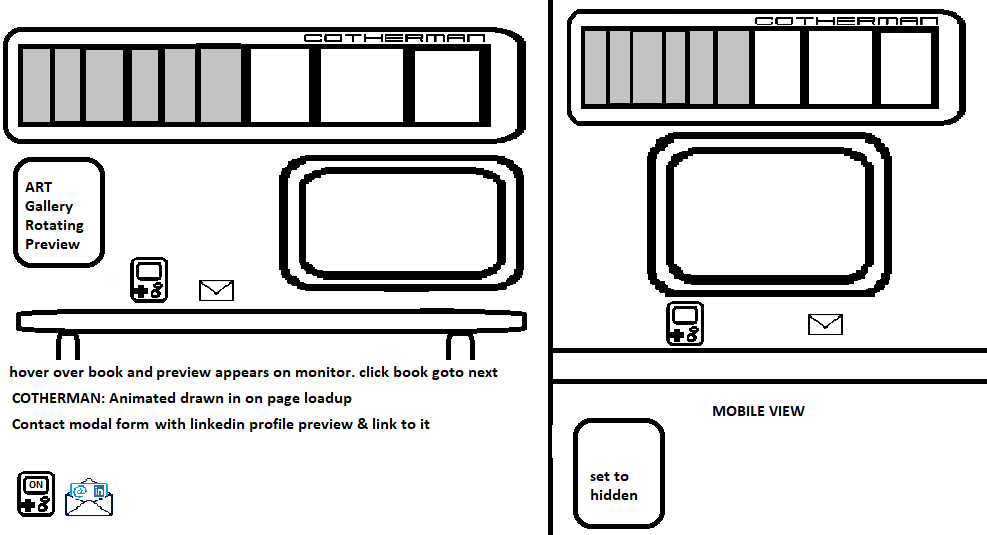 COTHERMAN
COTHERMAN
ART
Gallery
Rotating
Preview
hover over book and preview appears on monitor. click book goto next
COTHERMAN: Animated drawn in on page loadup
Contact modal form with linkedin profile preview & link to it
MOBILE VIEW
set to
hidden
ON
@ in